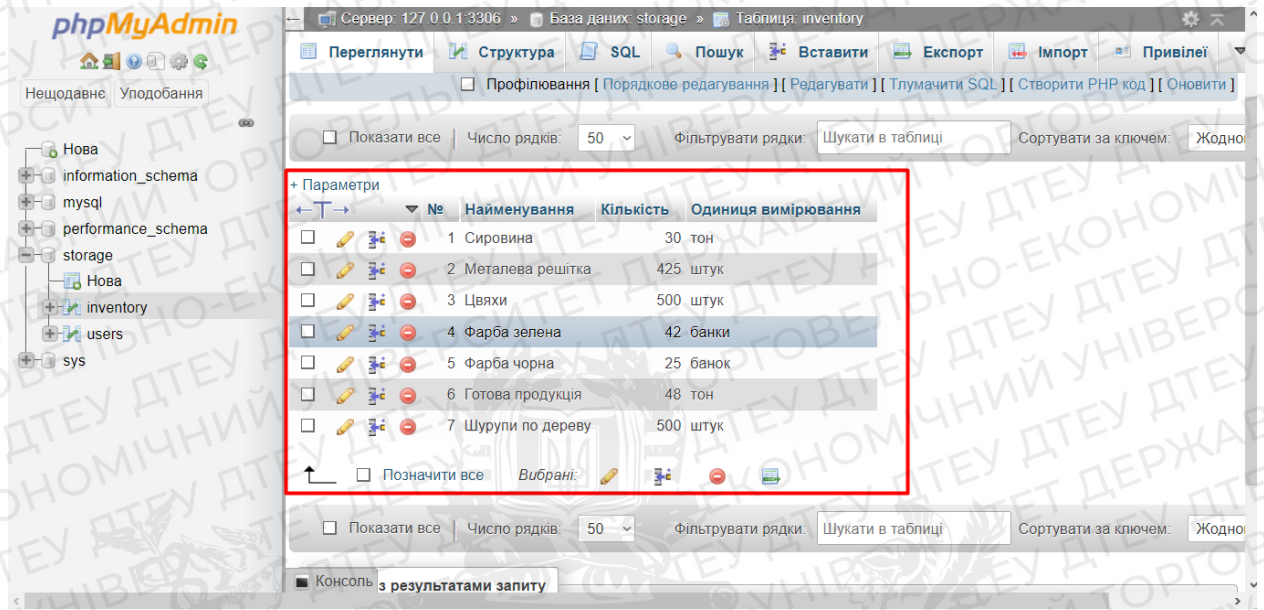 phpMyAdmin
Нещодавнє Уподобання
Нова
information_schema
mysql
performance_schema
storage
Нова
inventory
users
sys
← Сервер: 127.0.0.1:3306 » База даних: storage » Таблиця: inventory
Переглянути Структура SQL Пошук Вставити Експорт Імпорт Привілеї
Профілювання [ Порядкове редагування ] [ Редагувати ] [ Тлумачити SQL ] [ Створити PHP код ] [ Оновити ]
Показати все | Число рядків: 50 Фільтрувати рядки: Шукати в таблиці Сортувати за ключем: Жодної
+ Параметри
←T→ № Найменування Кількість Одиниця вимірювання
1 Сировина 30 тон
2 Металева решітка 425 штук
3 Цвяхи 500 штук
4 Фарба зелена 42 банки
5 Фарба чорна 25 банок
6 Готова продукція 48 тон
7 Шурупи по дереву 500 штук
Позначити все Вибрані:
Показати все | Число рядків: 50 Фільтрувати рядки: Шукати в таблиці Сортувати за ключем: Жодної
Консоль з результатами запиту